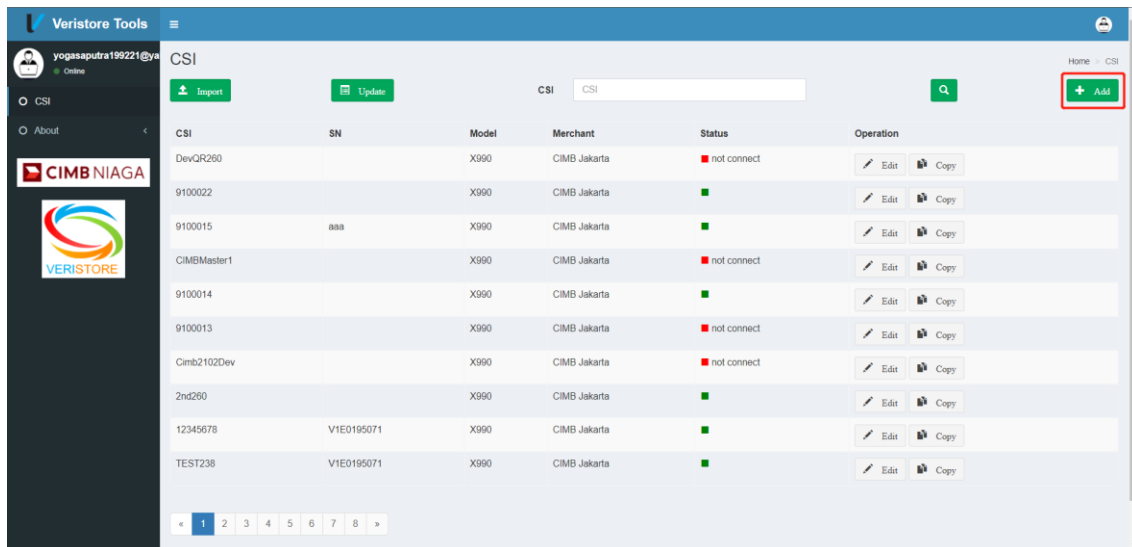 Veristore Tools
yogasaputra199221@ya
Online
CSI
Home > CSI
Import
Update
CSI
CSI
Add
CSI
About
CIMB NIAGA
VERISTORE
CSI SN Model Merchant Status Operation
DevQR260 X990 CIMB Jakarta not connect Edit Copy
9100022 X990 CIMB Jakarta Edit Copy
9100015 aaa X990 CIMB Jakarta Edit Copy
CIMBMaster1 X990 CIMB Jakarta not connect Edit Copy
9100014 X990 CIMB Jakarta Edit Copy
9100013 X990 CIMB Jakarta not connect Edit Copy
Cimb2102Dev X990 CIMB Jakarta not connect Edit Copy
2nd260 X990 CIMB Jakarta Edit Copy
12345678 V1E0195071 X990 CIMB Jakarta Edit Copy
TEST238 V1E0195071 X990 CIMB Jakarta Edit Copy
« 1 2 3 4 5 6 7 8 »